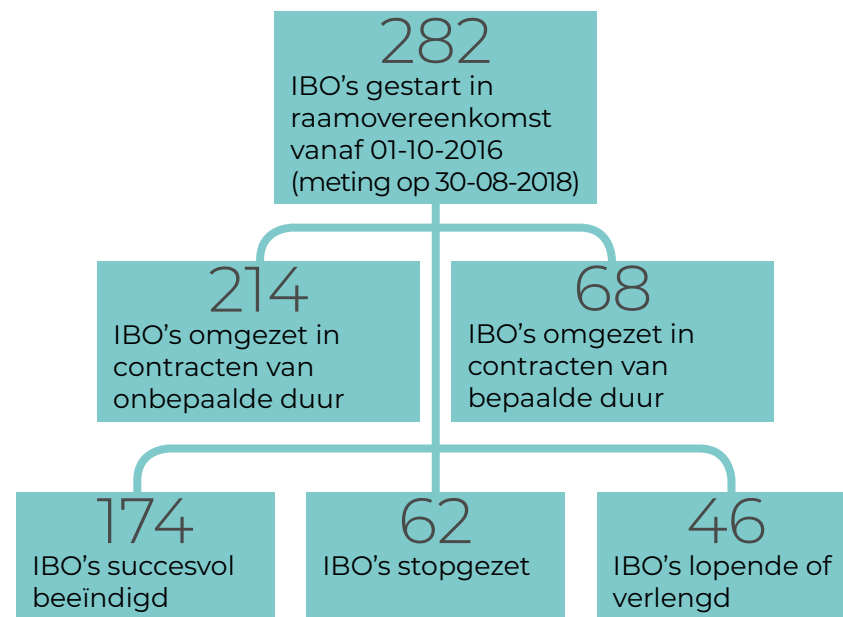 282
IBO's gestart in
raamovereenkomst
vanaf 01-10-2016
(meting op 30-08-2018)
214
IBO's omgezet in
contracten van
onbepaalde duur
68
IBO's omgezet in
contracten van
bepaalde duur
174
IBO's succesvol
beeïndigd
62
IBO's stopgezet
46
IBO's lopende of
verlengd